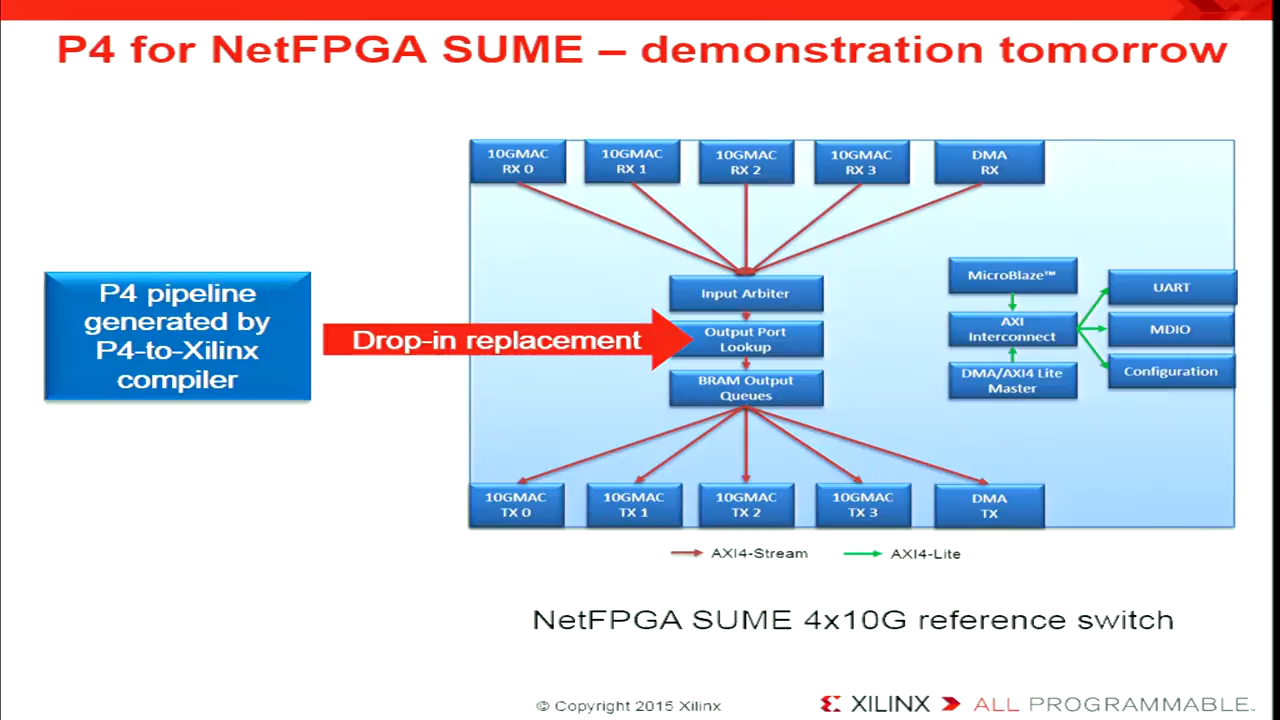 P4 for NetFPGA SUME – demonstration tomorrow
10GMAC
RX 0
10GMAC
RX 1
10GMAC
RX 2
10GMAC
RX 3
DMA
RX
P4 pipeline
generated by
P4-to-Xilinx
compiler
Drop-in replacement
Input Arbiter
Output Port
Lookup
BRAM Output
Queues
MicroBlaze™
AXI
Interconnect
DMA/AXI4 Lite
Master
UART
MDIO
Configuration
10GMAC
TX 0
10GMAC
TX 1
10GMAC
TX 2
10GMAC
TX 3
DMA
TX
AXI4-Stream
AXI4-Lite
NetFPGA SUME 4x10G reference switch
© Copyright 2015 Xilinx
XILINX
ALL PROGRAMMABLE™